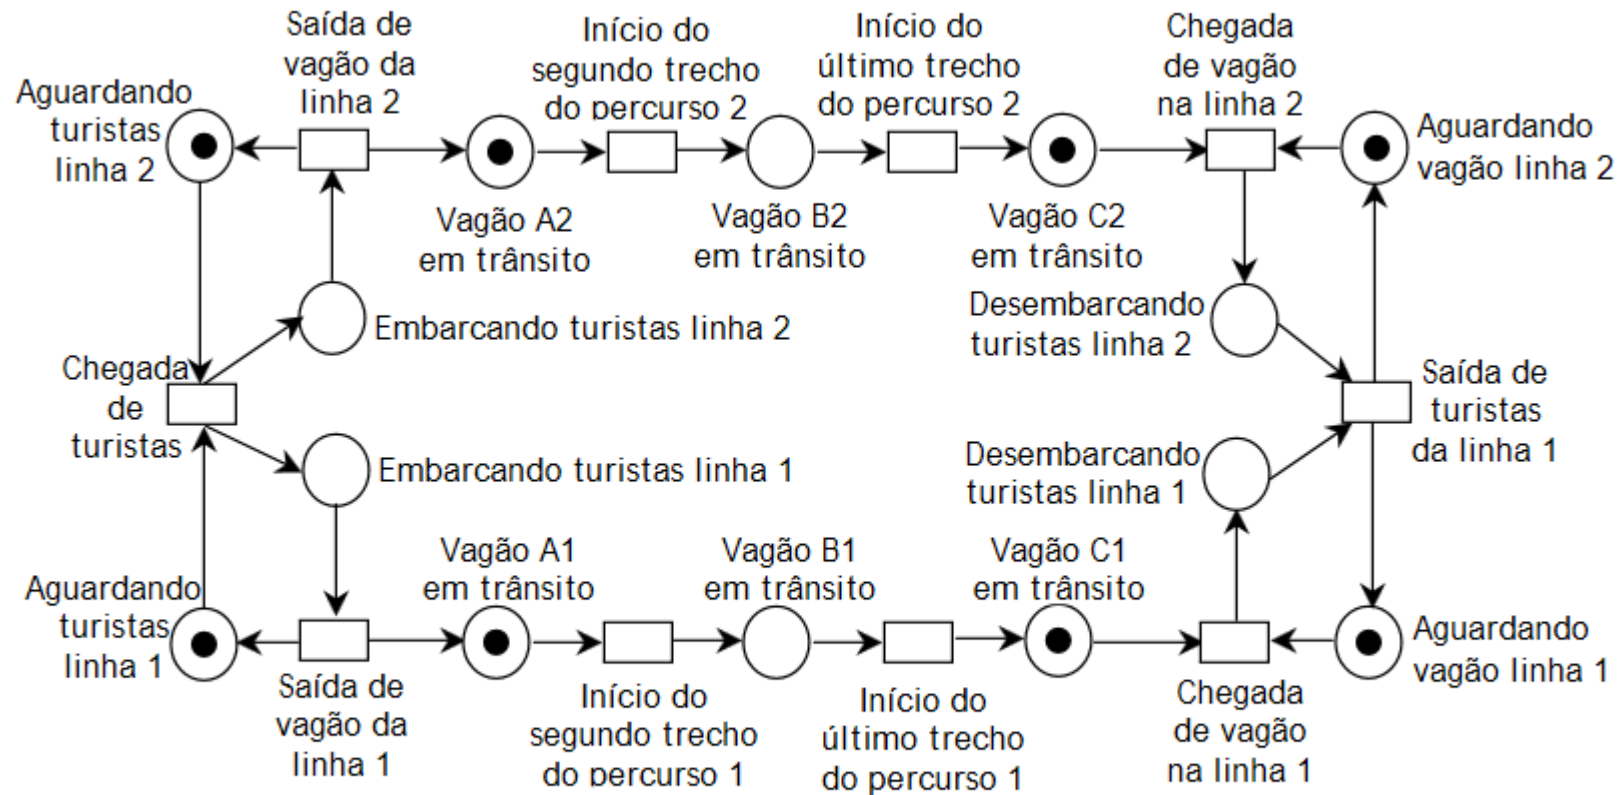 Saída de
vagão da
linha 2
Início do
segundo trecho
do percurso 2
Início do
último trecho
do percurso 2
Chegada
de vagão
na linha 2
Aguardando
turistas
linha 2
Aguardando
vagão linha 2
Vagão A2
em trânsito
Vagão B2
em trânsito
Vagão C2
em trânsito
Embarcando turistas linha 2
Desembarcando
turistas linha 2
Chegada
de
turistas
Saída de
turistas
da linha 1
Embarcando turistas linha 1
Desembarcando
turistas linha 1
Vagão A1
em trânsito
Vagão B1
em trânsito
Vagão C1
em trânsito
Aguardando
turistas
linha 1
Aguardando
vagão linha 1
Saída de
vagão da
linha 1
Início do
segundo trecho
do percurso 1
Início do
último trecho
do percurso 1
Chegada
de vagão
na linha 1